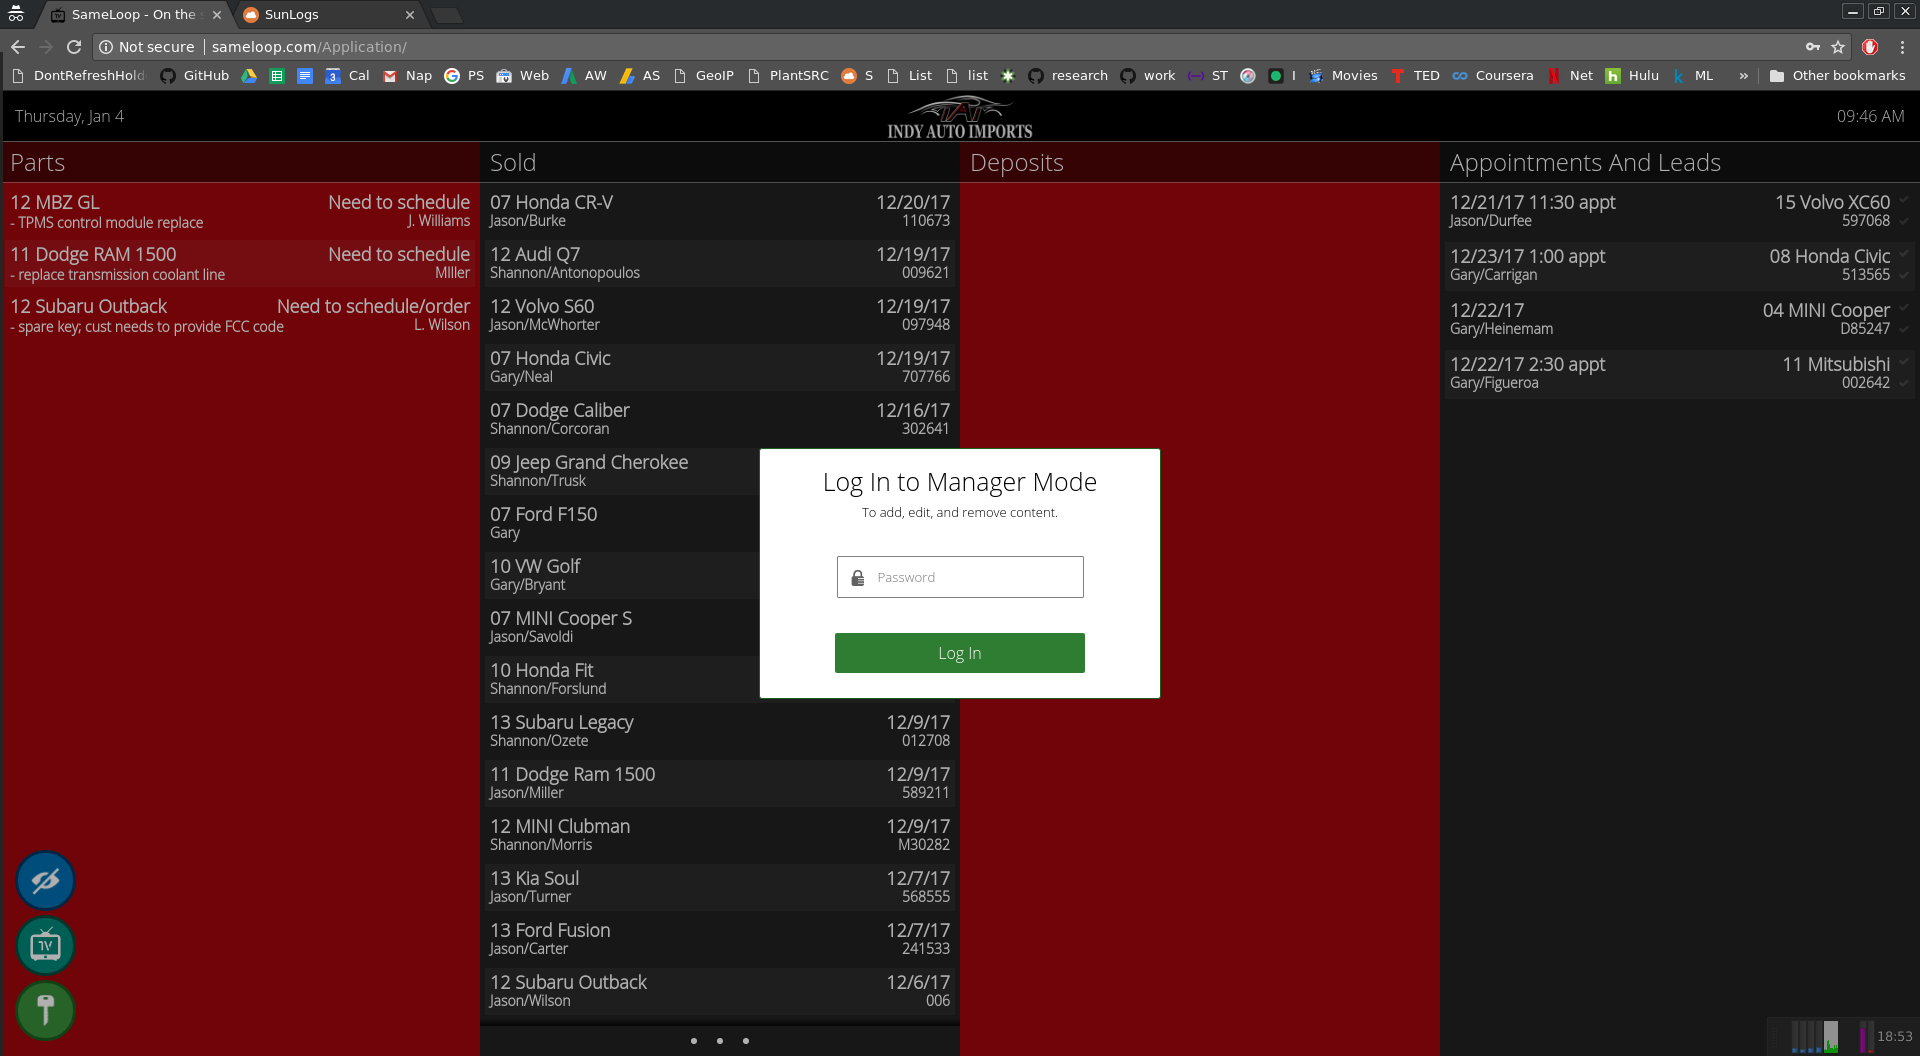 SameLoop - On the s
SunLogs
Not secure | sameloop.com/Application/
DontRefreshHold GitHub 3 Cal Nap PS Web AW AS GeoIP PlantSRC S List list research work ST I Movies TED Coursera Net Hulu ML » Other bookmarks
Thursday, Jan 4
IAI
INDY AUTO IMPORTS
09:46 AM
Parts
12 MBZ GL Need to schedule
- TPMS control module replace J. Williams
11 Dodge RAM 1500 Need to schedule
- replace transmission coolant line MIller
12 Subaru Outback Need to schedule/order
- spare key; cust needs to provide FCC code L. Wilson
Sold
07 Honda CR-V 12/20/17
Jason/Burke 110673
12 Audi Q7 12/19/17
Shannon/Antonopoulos 009621
12 Volvo S60 12/19/17
Jason/McWhorter 097948
07 Honda Civic 12/19/17
Gary/Neal 707766
07 Dodge Caliber 12/16/17
Shannon/Corcoran 302641
09 Jeep Grand Cherokee
Shannon/Trusk
07 Ford F150
Gary
10 VW Golf
Gary/Bryant
07 MINI Cooper S
Jason/Savoldi
10 Honda Fit
Shannon/Forslund
13 Subaru Legacy 12/9/17
Shannon/Ozete 012708
11 Dodge Ram 1500 12/9/17
Jason/Miller 589211
12 MINI Clubman 12/9/17
Shannon/Morris M30282
13 Kia Soul 12/7/17
Jason/Turner 568555
13 Ford Fusion 12/7/17
Jason/Carter 241533
12 Subaru Outback 12/6/17
Jason/Wilson 006
Deposits
Appointments And Leads
12/21/17 11:30 appt 15 Volvo XC60
Jason/Durfee 597068
12/23/17 1:00 appt 08 Honda Civic
Gary/Carrigan 513565
12/22/17 04 MINI Cooper
Gary/Heinemam D85247
12/22/17 2:30 appt 11 Mitsubishi
Gary/Figueroa 002642
Log In to Manager Mode
To add, edit, and remove content.
Password
Log In
TV
18:53